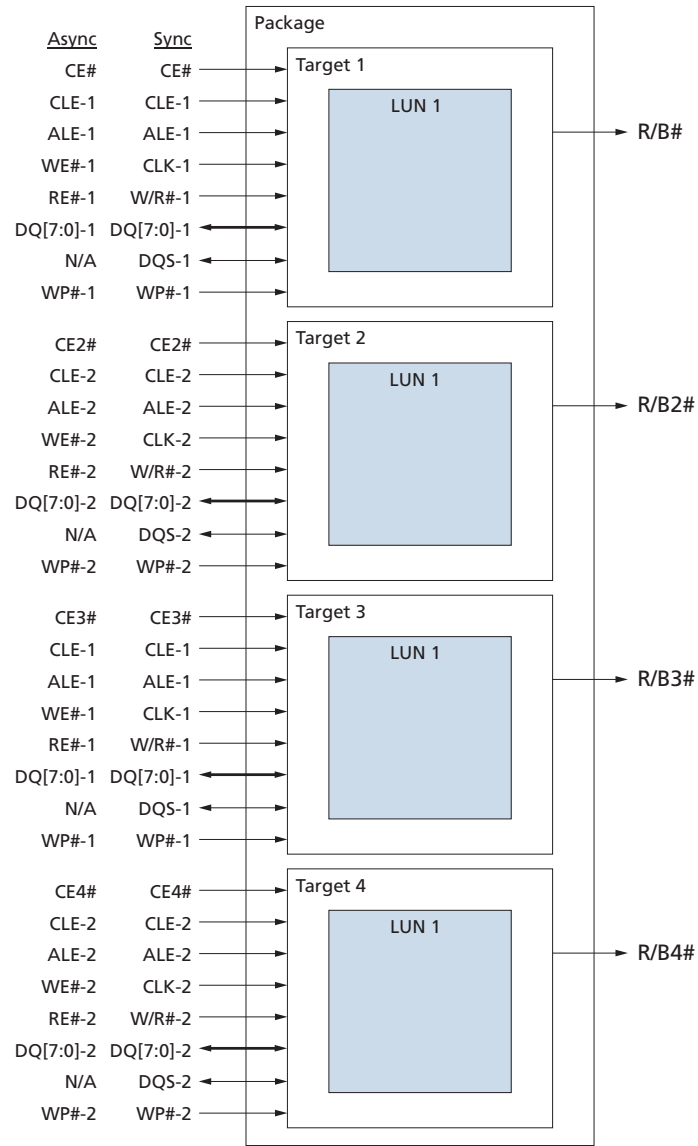 Package
Async Sync
Target 1
CE# CE#
LUN 1
CLE-1 CLE-1
ALE-1 ALE-1 R/B#
WE#-1 CLK-1
RE#-1 W/R#-1
DQ[7:0]-1 DQ[7:0]-1
N/A DQS-1
WP#-1 WP#-1
Target 2
CE2# CE2#
LUN 1
CLE-2 CLE-2
ALE-2 ALE-2 R/B2#
WE#-2 CLK-2
RE#-2 W/R#-2
DQ[7:0]-2 DQ[7:0]-2
N/A DQS-2
WP#-2 WP#-2
Target 3
CE3# CE3#
LUN 1
CLE-1 CLE-1
ALE-1 ALE-1 R/B3#
WE#-1 CLK-1
RE#-1 W/R#-1
DQ[7:0]-1 DQ[7:0]-1
N/A DQS-1
WP#-1 WP#-1
Target 4
CE4# CE4#
LUN 1
CLE-2 CLE-2
ALE-2 ALE-2 R/B4#
WE#-2 CLK-2
RE#-2 W/R#-2
DQ[7:0]-2 DQ[7:0]-2
N/A DQS-2
WP#-2 WP#-2